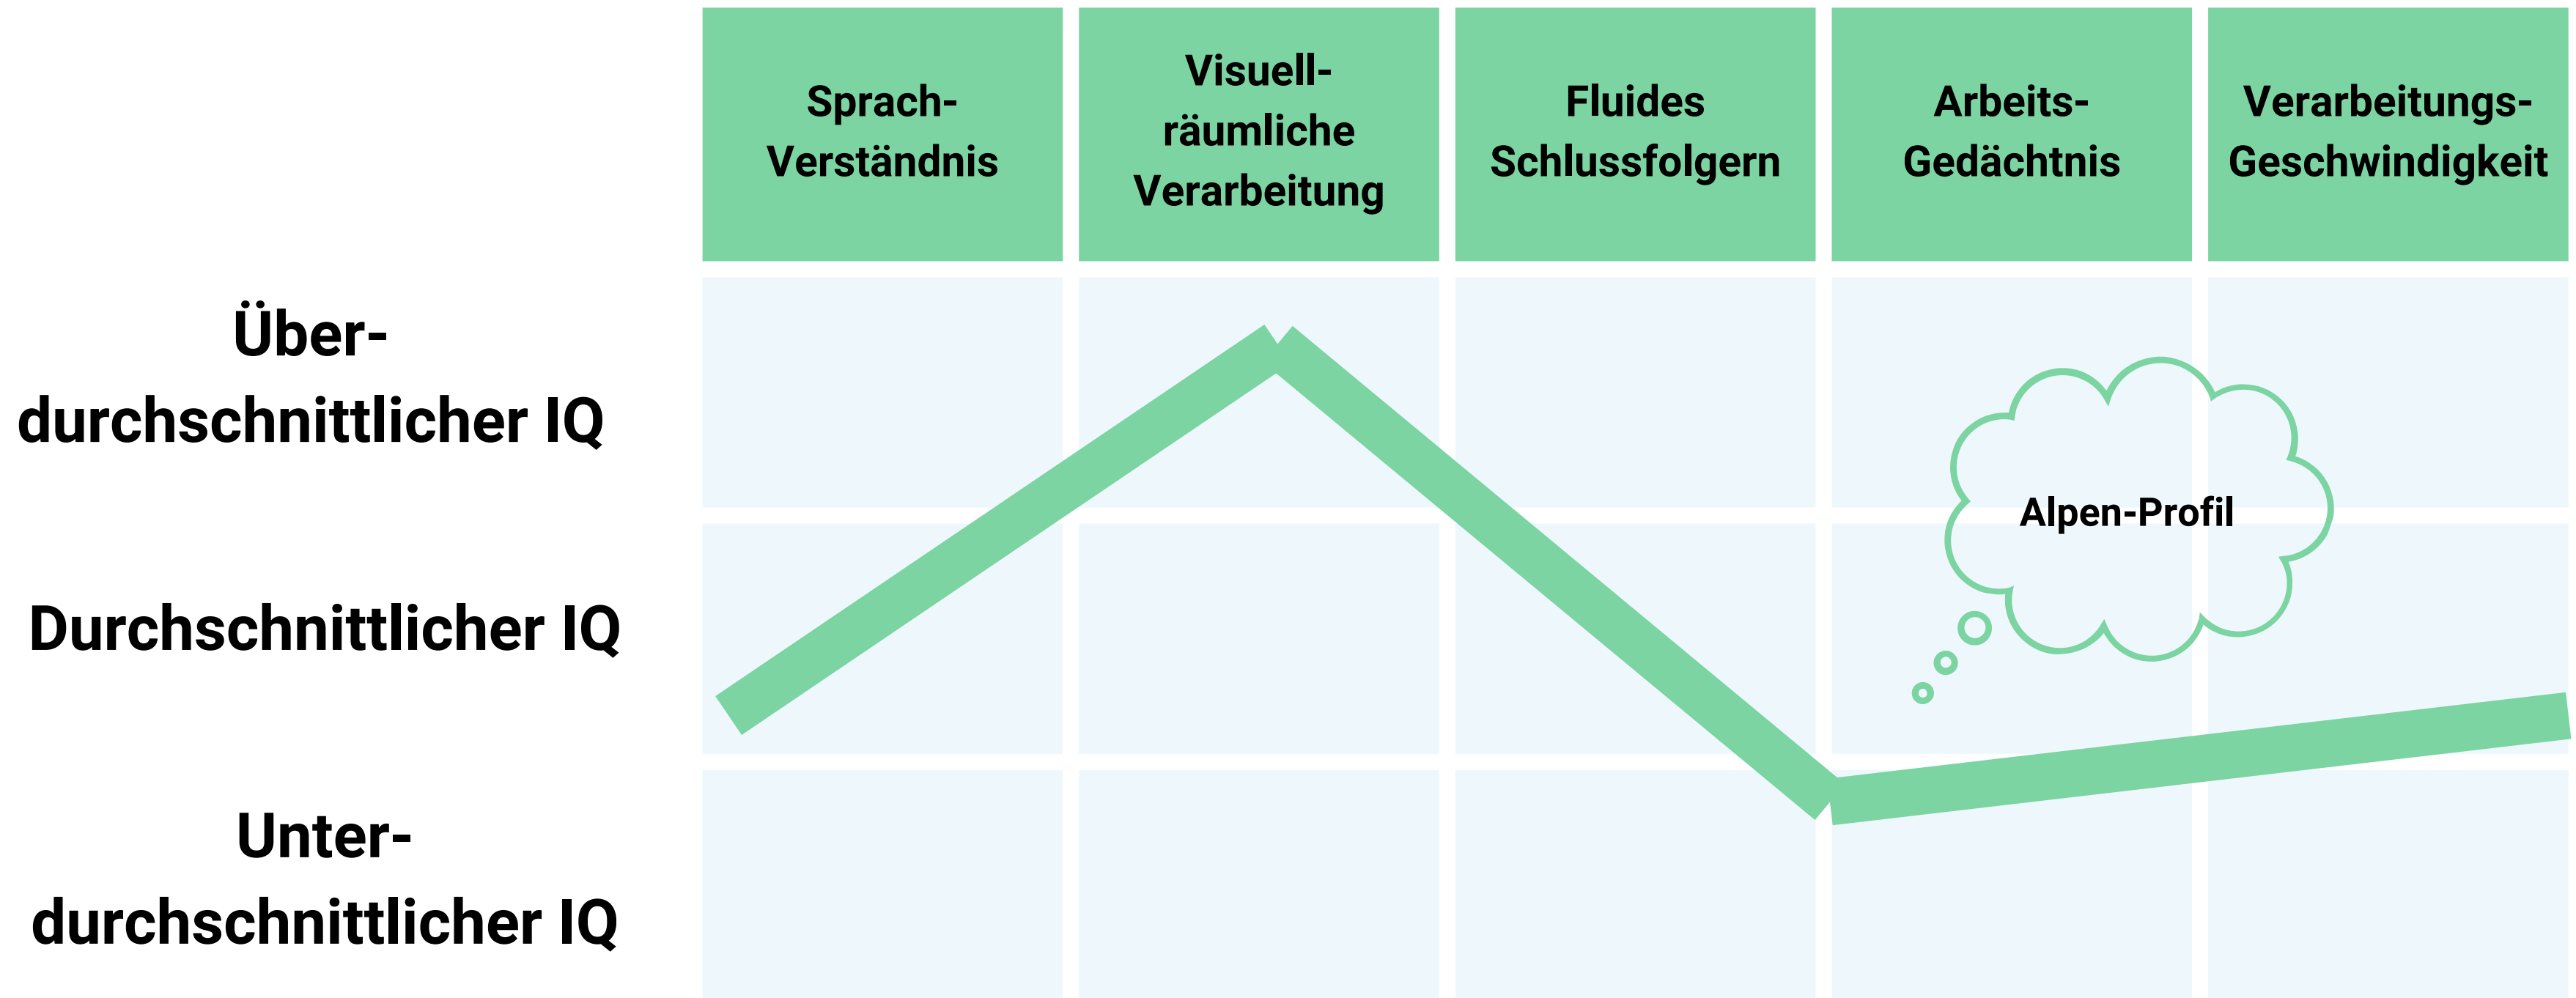 Sprach-
Verständnis
Visuell-
räumliche
Verarbeitung
Fluides
Schlussfolgern
Arbeits-
Gedächtnis
Verarbeitungs-
Geschwindigkeit
Über-
durchschnittlicher IQ
Alpen-Profil
Durchschnittlicher IQ
Unter-
durchschnittlicher IQ